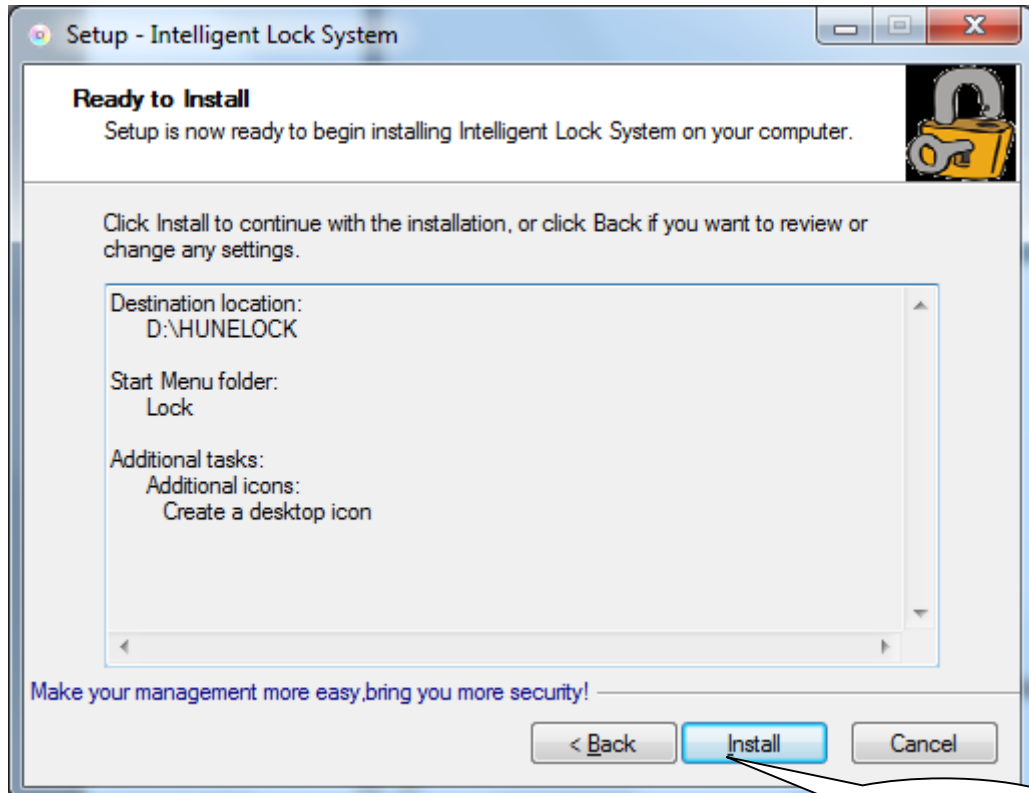 Setup - Intelligent Lock System
Ready to Install
Setup is now ready to begin installing Intelligent Lock System on your computer.
Click Install to continue with the installation, or click Back if you want to review or
change any settings.
Destination location:
D:\HUNELOCK
Start Menu folder:
Lock
Additional tasks:
Additional icons:
Create a desktop icon
Make your management more easy,bring you more security!
< Back
Install
Cancel